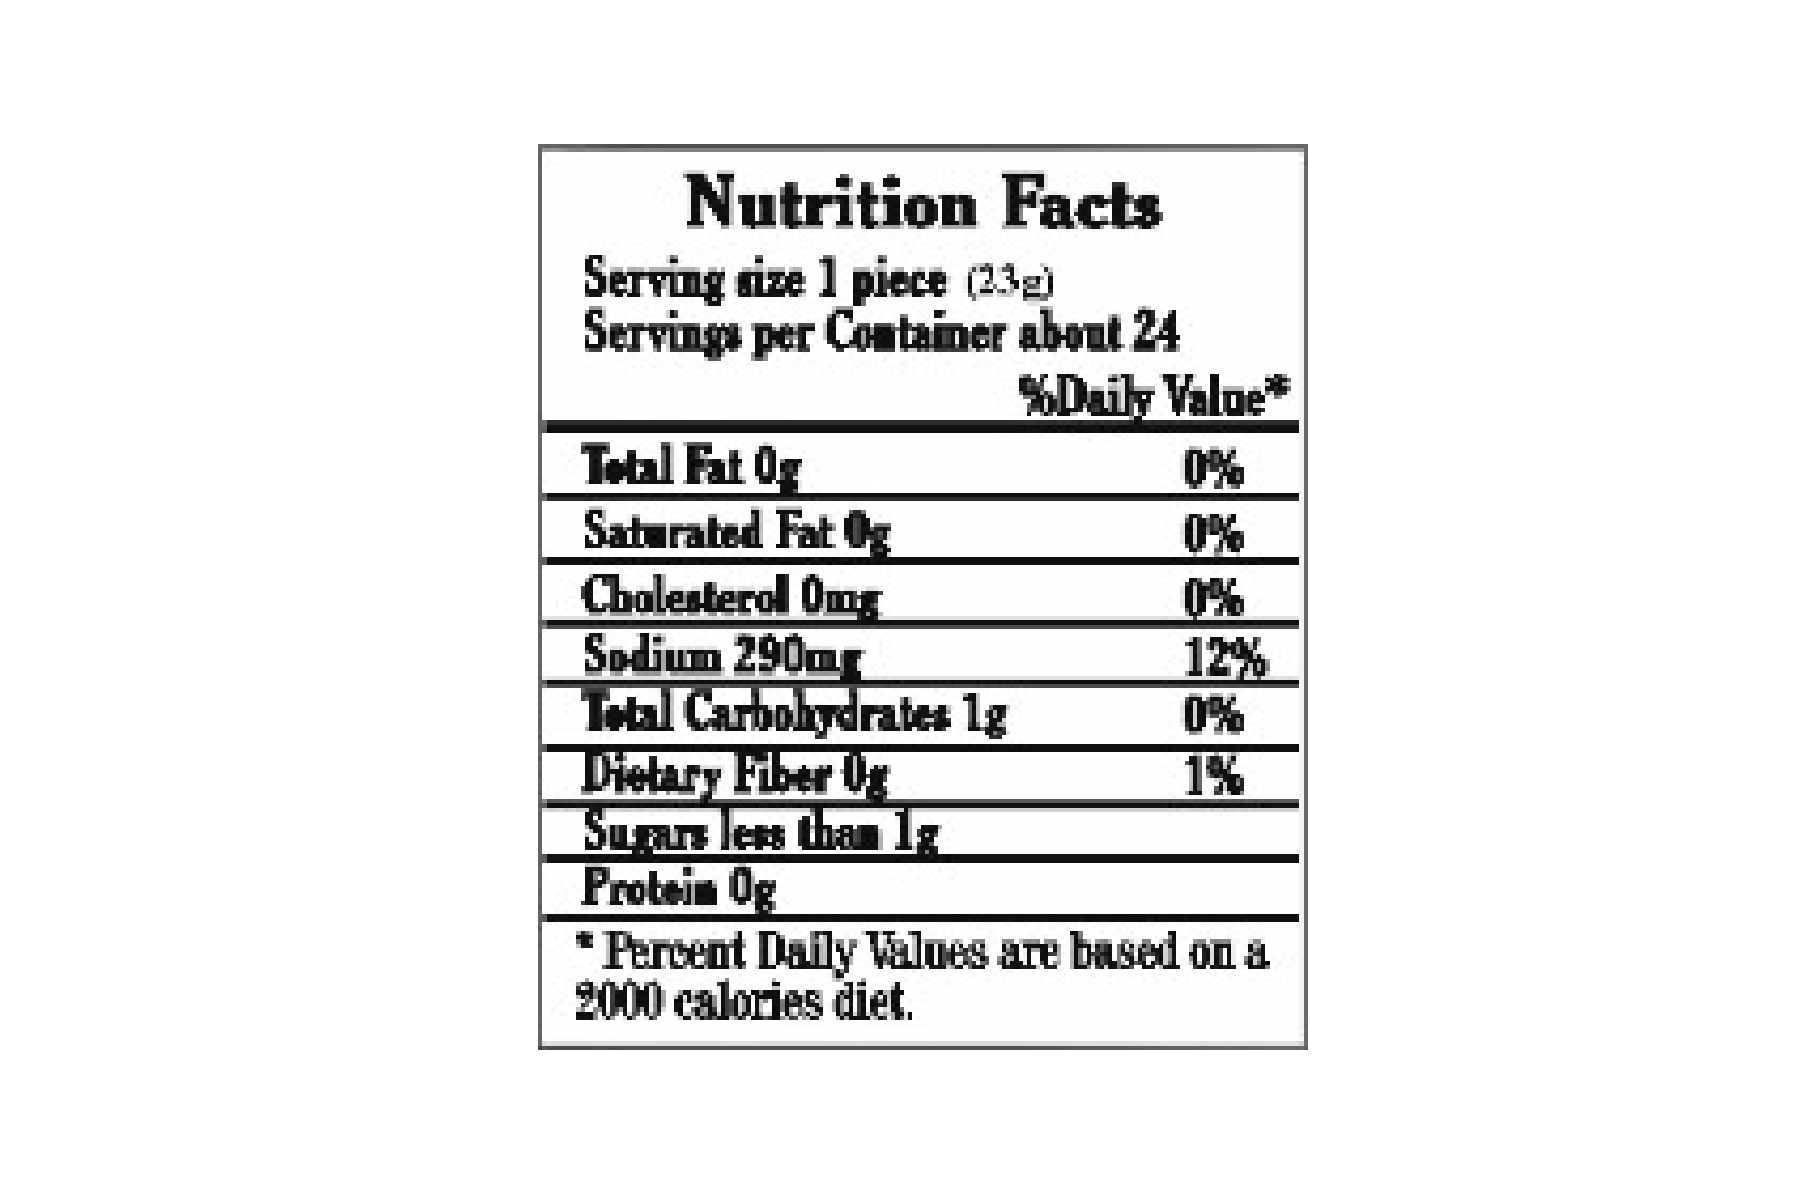 Nutrition Facts
Serving size 1 piece (23g)
Servings per Container about 24
%Daily Value*
Total Fat 0g 0%
Saturated Fat 0g 0%
Cholesterol 0mg 0%
Sodium 290mg 12%
Total Carbohydrates 1g 0%
Dietary Fiber 0g 1%
Sugars less than 1g
Protein 0g
* Percent Daily Values are based on a
2000 calories diet.